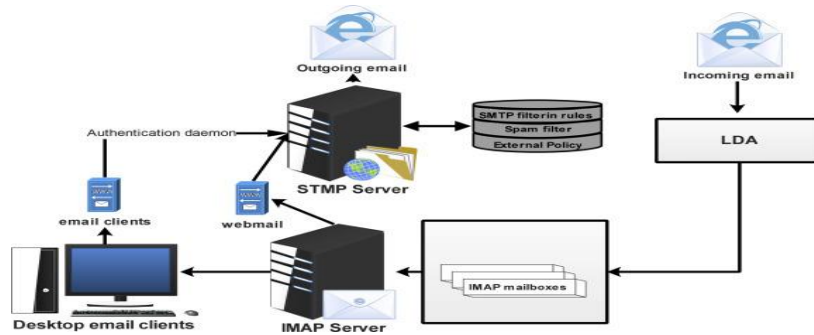 Outgoing email
Incoming email
SMTP filterin rules
Spam filter
External Policy
Authentication daemon
LDA
STMP Server
email clients
webmail
IMAP mailboxes
Desktop email clients
IMAP Server